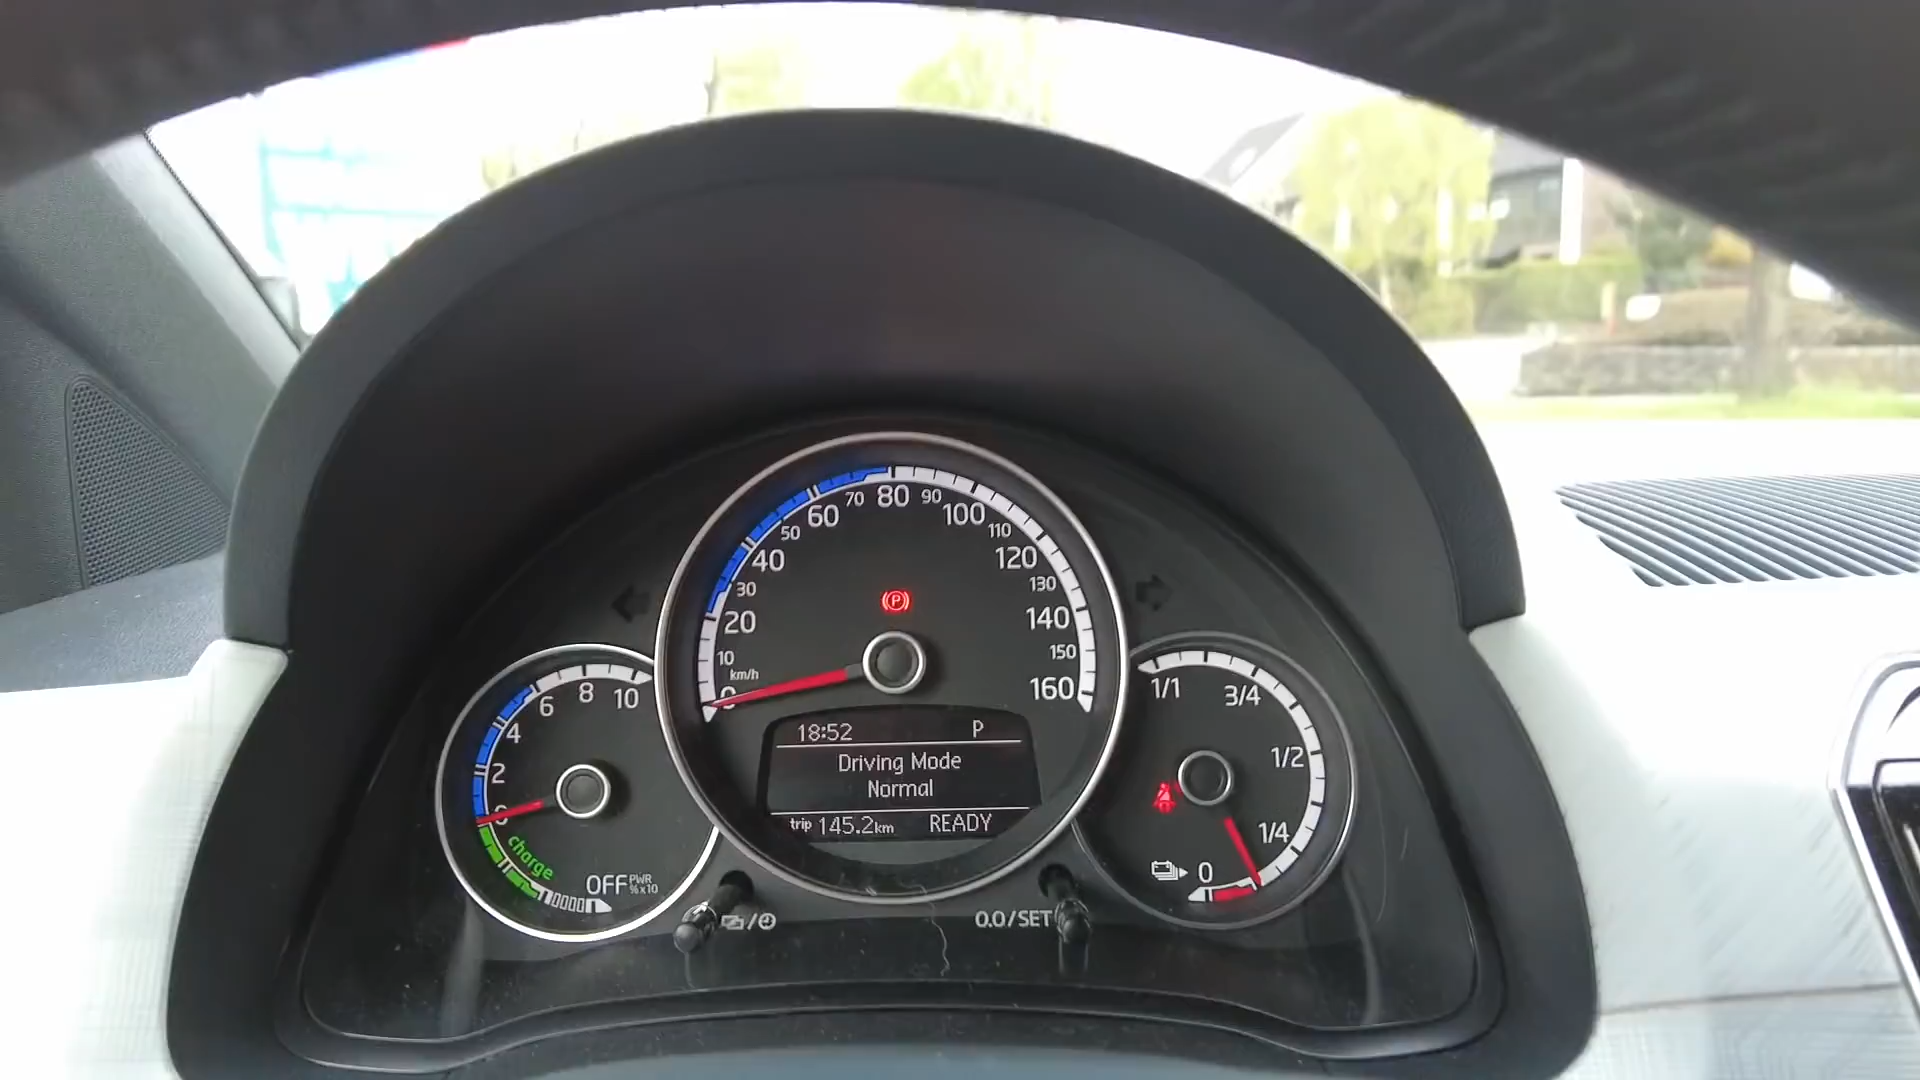 0 10 20 30 40 50 60 70 80 90 100 110 120 130 140 150 160
km/h
P
18:52 P
Driving Mode
Normal
trip 145.2km READY
0 2 4 6 8 10
charge
OFF PWR
%x10
1/1 3/4 1/2 1/4 0
/
0.0/SET